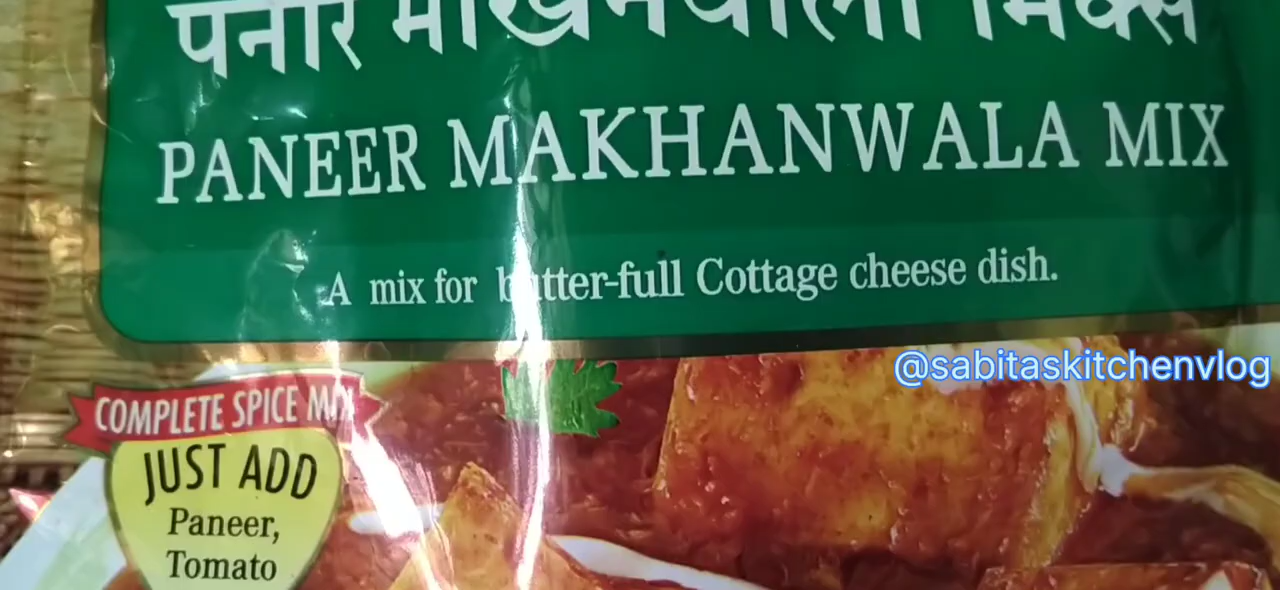 पनीर माखनवाला मिक्स
PANEER MAKHANWALA MIX
A mix for butter-full Cottage cheese dish.
@sabitaskitchenvlog
COMPLETE SPICE MIX
JUST ADD
Paneer,
Tomato